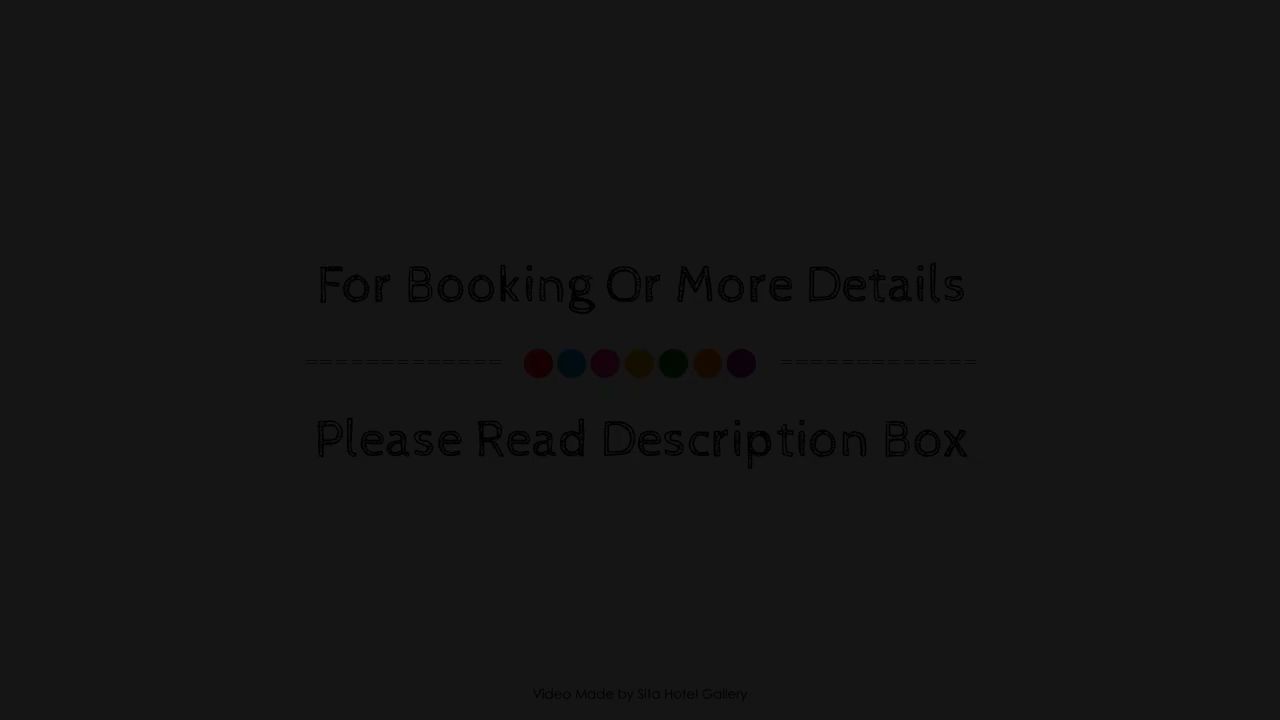 For Booking Or More Details
============= =============
Please Read Description Box
Video Made by Sita Hotel Gallery